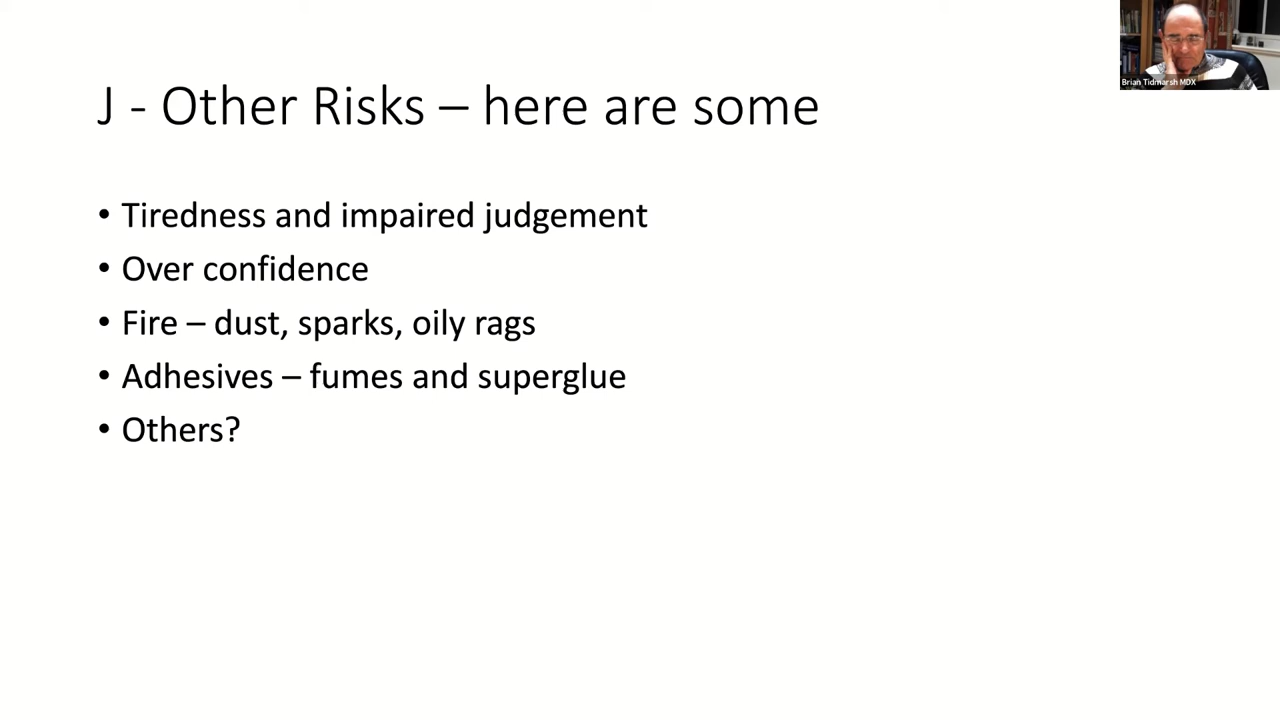 J - Other Risks – here are some
• Tiredness and impaired judgement
• Over confidence
• Fire – dust, sparks, oily rags
• Adhesives – fumes and superglue
• Others?
Brian Tidmarsh MDX